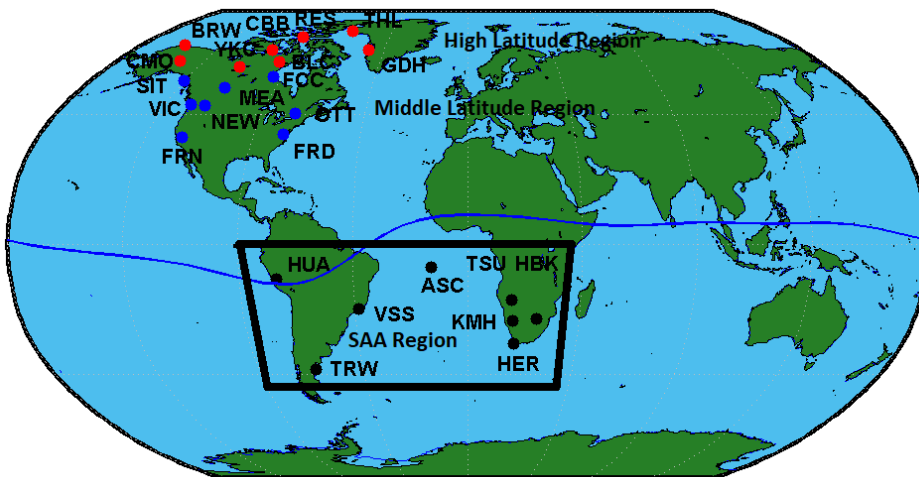 CBB RES THL
BRW
High Latitude Region
YKC
CMO BLC GDH
SIT FCC
MEA
VIC Middle Latitude Region
NEW OTT
FRN FRD
HUA TSU HBK
ASC
VSS KMH
SAA Region
TRW HER